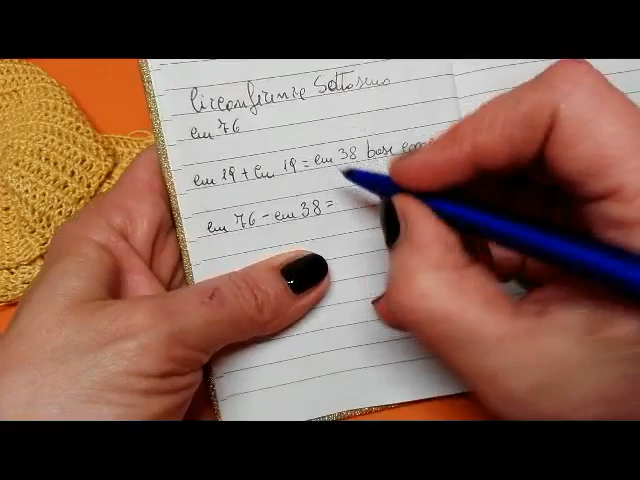 Circonferenza Sottoseno
cm 76
cm 19 + cm 19 = cm 38 base
cm 76 - cm 38 =